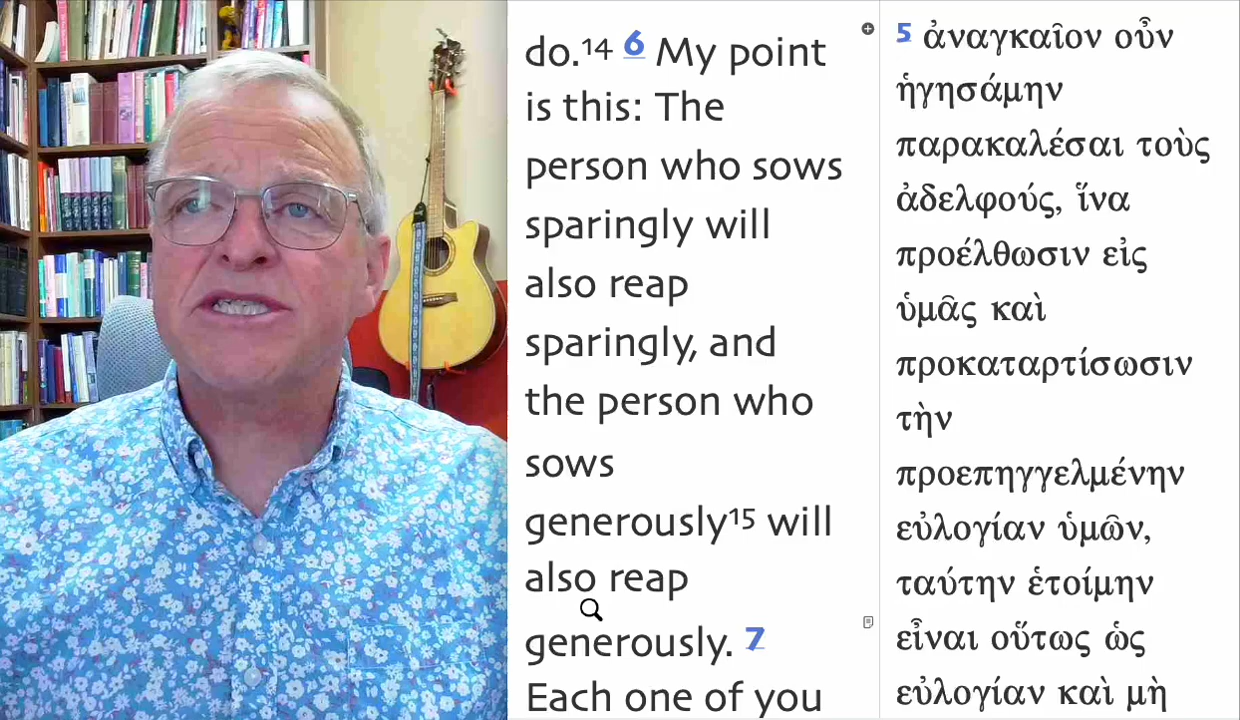 do.14 6 My point
is this: The
person who sows
sparingly will
also reap
sparingly, and
the person who
sows
generously15 will
also reap
generously. 7
Each one of you
5 ἀναγκαῖον οὖν
ἡγησάμην
παρακαλέσαι τοὺς
ἀδελφούς, ἵνα
προέλθωσιν εἰς
ὑμᾶς καὶ
προκαταρτίσωσιν
τὴν
προεπηγγελμένην
εὐλογίαν ὑμῶν,
ταύτην ἑτοίμην
εἶναι οὕτως ὡς
εὐλογίαν καὶ μὴ